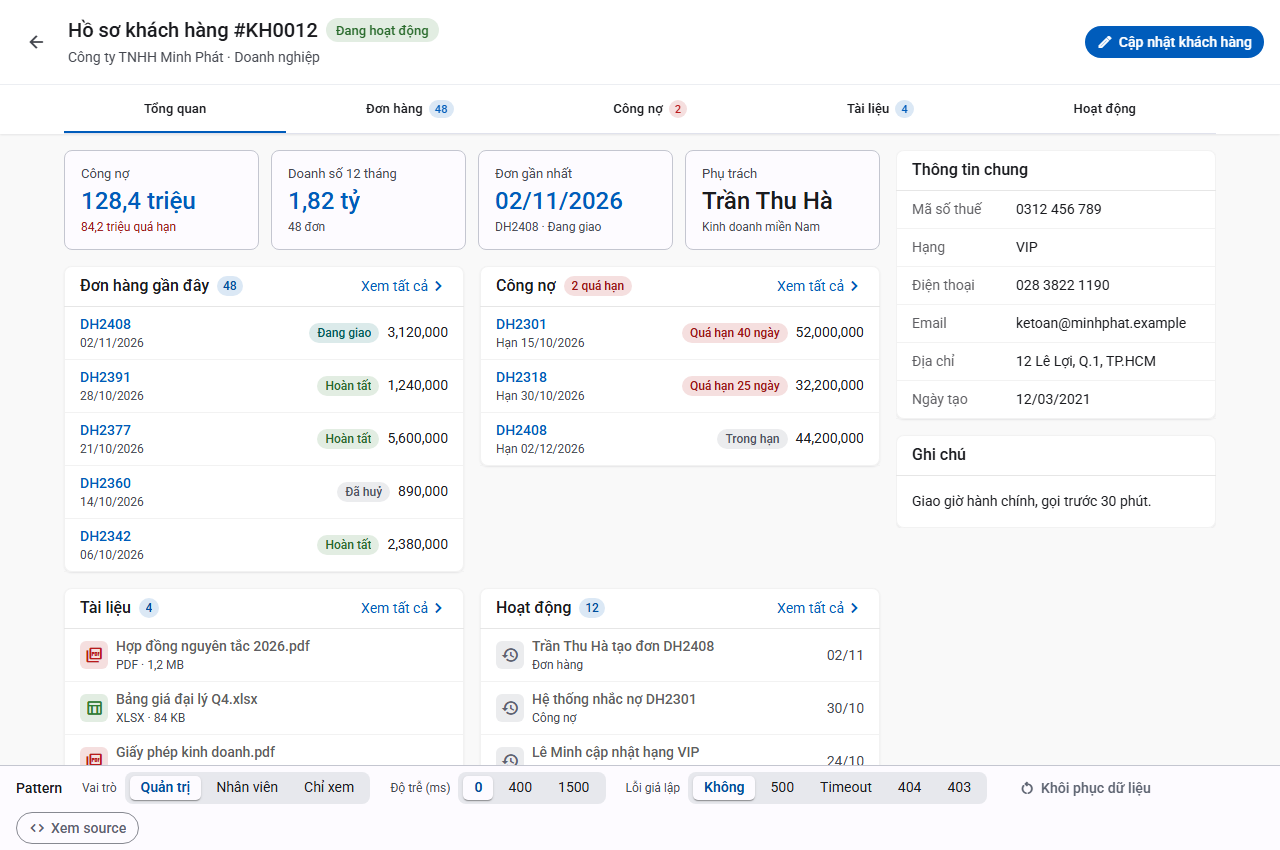 Hồ sơ khách hàng #KH0012 Đang hoạt động
Công ty TNHH Minh Phát · Doanh nghiệp
Cập nhật khách hàng
Tổng quan
Đơn hàng 48
Công nợ 2
Tài liệu 4
Hoạt động
Công nợ
128,4 triệu
84,2 triệu quá hạn
Doanh số 12 tháng
1,82 tỷ
48 đơn
Đơn gần nhất
02/11/2026
DH2408 · Đang giao
Phụ trách
Trần Thu Hà
Kinh doanh miền Nam
Đơn hàng gần đây 48 Xem tất cả
DH2408
02/11/2026
Đang giao 3,120,000
DH2391
28/10/2026
Hoàn tất 1,240,000
DH2377
21/10/2026
Hoàn tất 5,600,000
DH2360
14/10/2026
Đã huỷ 890,000
DH2342
06/10/2026
Hoàn tất 2,380,000
Công nợ 2 quá hạn Xem tất cả
DH2301
Hạn 15/10/2026
Quá hạn 40 ngày 52,000,000
DH2318
Hạn 30/10/2026
Quá hạn 25 ngày 32,200,000
DH2408
Hạn 02/12/2026
Trong hạn 44,200,000
Tài liệu 4 Xem tất cả
Hợp đồng nguyên tắc 2026.pdf
PDF · 1,2 MB
Bảng giá đại lý Q4.xlsx
XLSX · 84 KB
Giấy phép kinh doanh.pdf
Hoạt động 12 Xem tất cả
Trần Thu Hà tạo đơn DH2408
Đơn hàng
02/11
Hệ thống nhắc nợ DH2301
Công nợ
30/10
Lê Minh cập nhật hạng VIP
24/10
Thông tin chung
Mã số thuế 0312 456 789
Hạng VIP
Điện thoại 028 3822 1190
Email ketoan@minhphat.example
Địa chỉ 12 Lê Lợi, Q.1, TP.HCM
Ngày tạo 12/03/2021
Ghi chú
Giao giờ hành chính, gọi trước 30 phút.
Pattern Vai trò Quản trị Nhân viên Chỉ xem Độ trễ (ms) 0 400 1500 Lỗi giả lập Không 500 Timeout 404 403 Khôi phục dữ liệu
Xem source